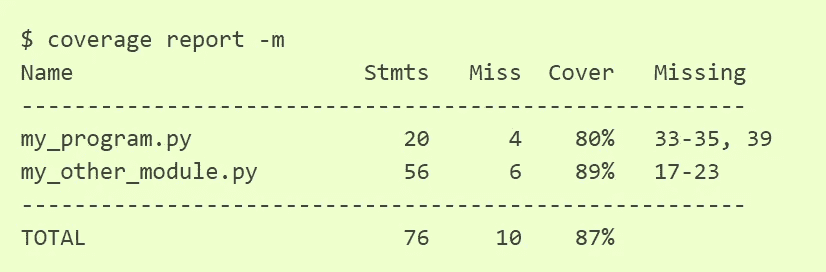 $ coverage report -m
Name                      Stmts   Miss  Cover   Missing
-------------------------------------------------------
my_program.py                20      4    80%   33-35, 39
my_other_module.py           56      6    89%   17-23
-------------------------------------------------------
TOTAL                        76     10    87%